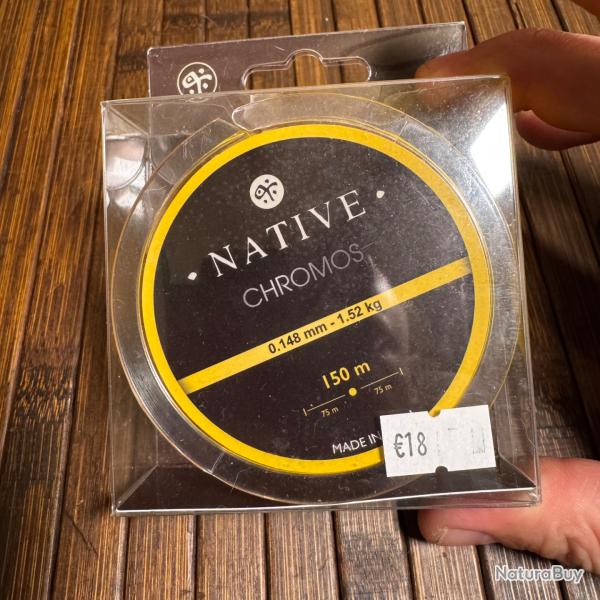 · NATIVE ·
CHROMOS
0.148 mm - 1.52 kg
150 m
75 m 75 m
MADE IN
€18
NaturaBuy